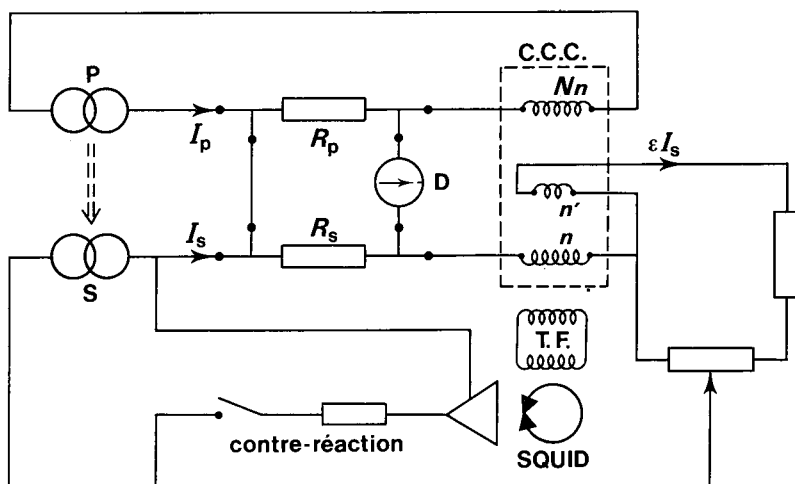 C.C.C.
P
Nn
I_p
R_p
D
εI_s
n'
I_s
R_s
n
S
T.F.
contre-réaction
SQUID